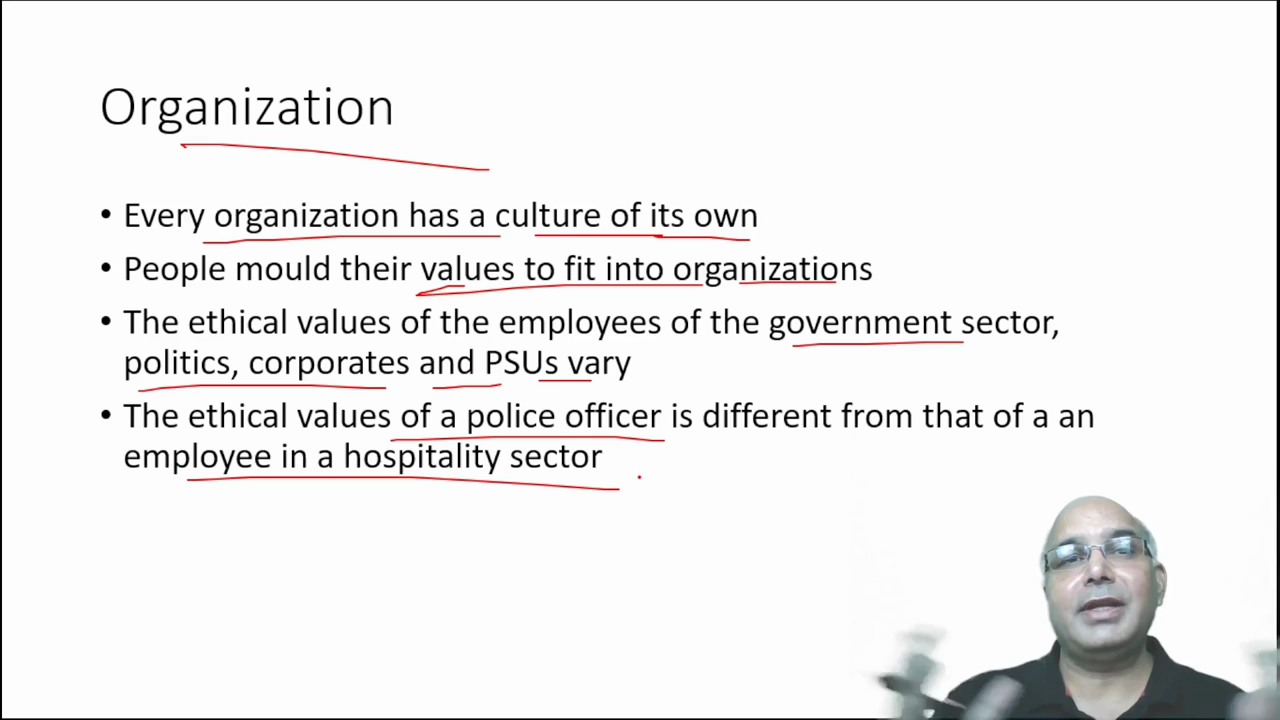 Organization
• Every organization has a culture of its own
• People mould their values to fit into organizations
• The ethical values of the employees of the government sector,
politics, corporates and PSUs vary
• The ethical values of a police officer is different from that of a an
employee in a hospitality sector